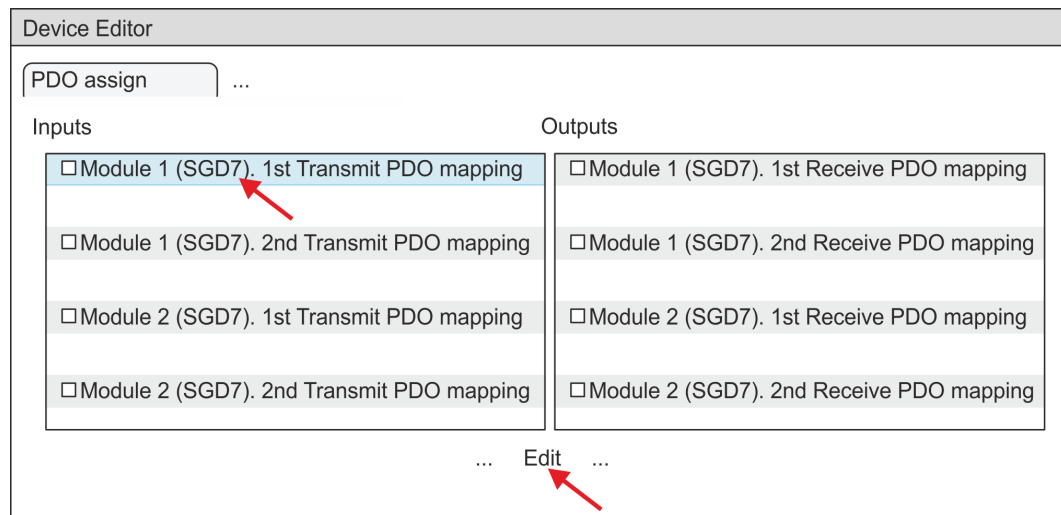 Device Editor
PDO assign ...
Inputs Outputs
Module 1 (SGD7). 1st Transmit PDO mapping Module 1 (SGD7). 1st Receive PDO mapping
Module 1 (SGD7). 2nd Transmit PDO mapping Module 1 (SGD7). 2nd Receive PDO mapping
Module 2 (SGD7). 1st Transmit PDO mapping Module 2 (SGD7). 1st Receive PDO mapping
Module 2 (SGD7). 2nd Transmit PDO mapping Module 2 (SGD7). 2nd Receive PDO mapping
... Edit ...